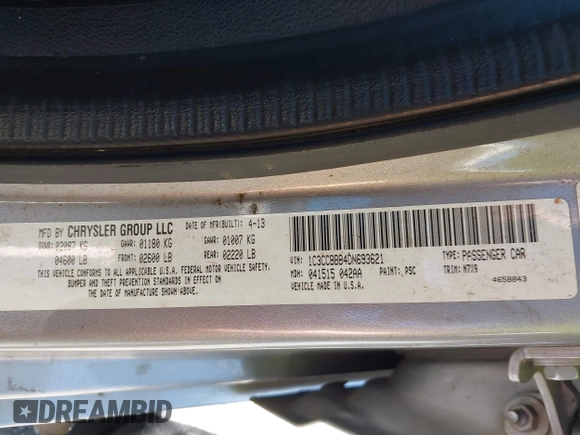 MFD BY CHRYSLER GROUP LLC DATE OF MFR(BUILT): 4-13
GVWR: 02087 KG GAWR: 01180 KG GAWR: 01007 KG
04600 LB FRONT: 02600 LB REAR: 02220 LB
THIS VEHICLE CONFORMS TO ALL APPLICABLE U.S.A. FEDERAL MOTOR VEHICLE SAFETY,
BUMPER AND THEFT PREVENTION STANDARDS IN EFFECT ON
THE DATE OF MANUFACTURE SHOWN ABOVE.
VIN: 1C3CCBBB4DN693621 TYPE: PASSENGER CAR
MDH: 041515 042AA PAINT: PSC TRIM: M7X9
VEHICLE MADE IN U.S.A. 4658843
DREAMBID